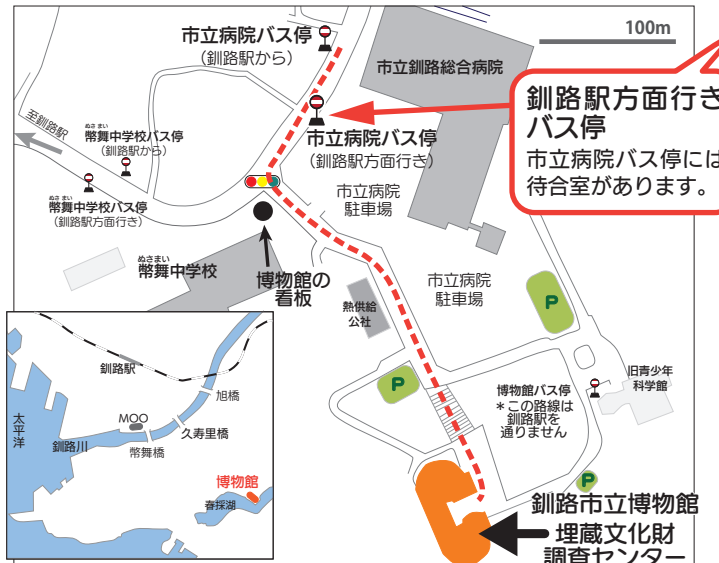 市立病院バス停
（釧路駅から）
100m
市立釧路総合病院
釧路駅方面行き
バス停
市立病院バス停には
待合室があります。
至釧路駅
ぬさまい
幣舞中学校バス停
（釧路駅から）
市立病院バス停
（釧路駅方面行き）
ぬさまい
幣舞中学校バス停
（釧路駅方面行き）
市立病院
駐車場
ぬさまい
幣舞中学校
博物館の
看板
市立病院
駐車場
熱供給
公社
P
P
博物館バス停
＊この路線は
釧路駅を
通りません
旧青少年
科学館
P
釧路市立博物館
埋蔵文化財
調査センター
釧路駅
旭橋
太平洋
MOO
久寿里橋
釧路川
幣舞橋
博物館
春採湖